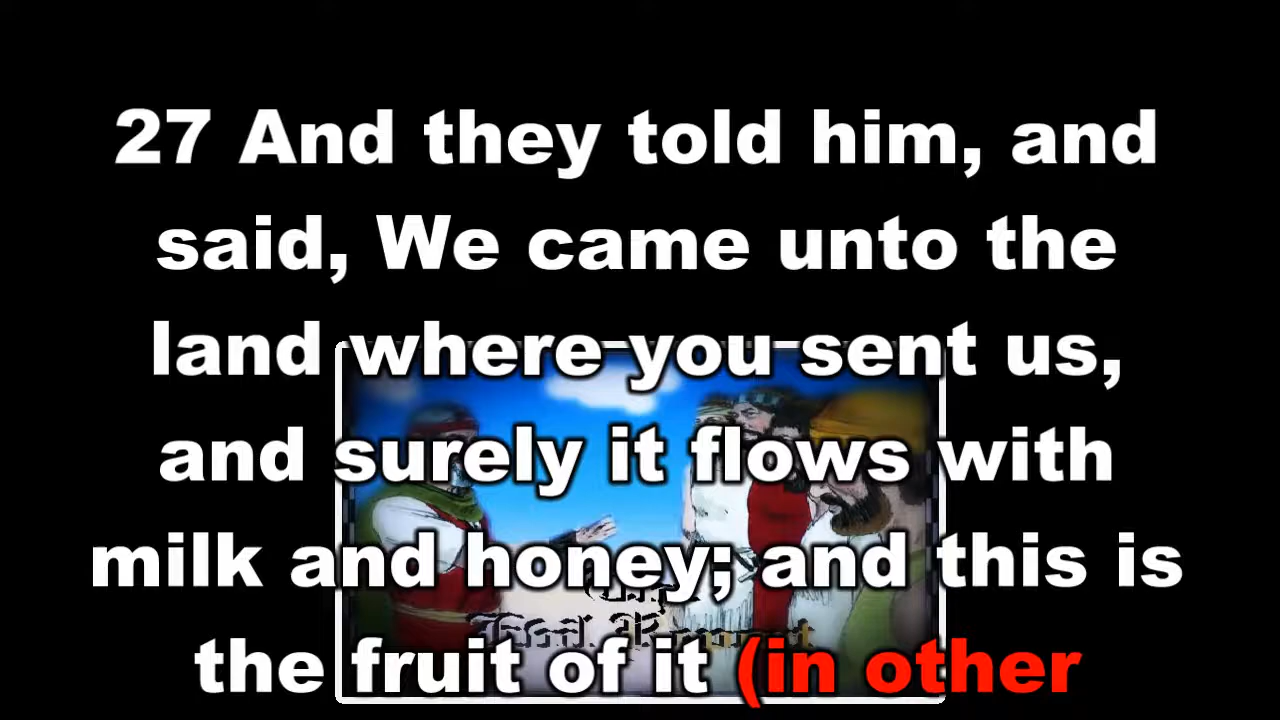 27 And they told him, and
said, We came unto the
land where you sent us,
and surely it flows with
milk and honey; and this is
the fruit of it (in other